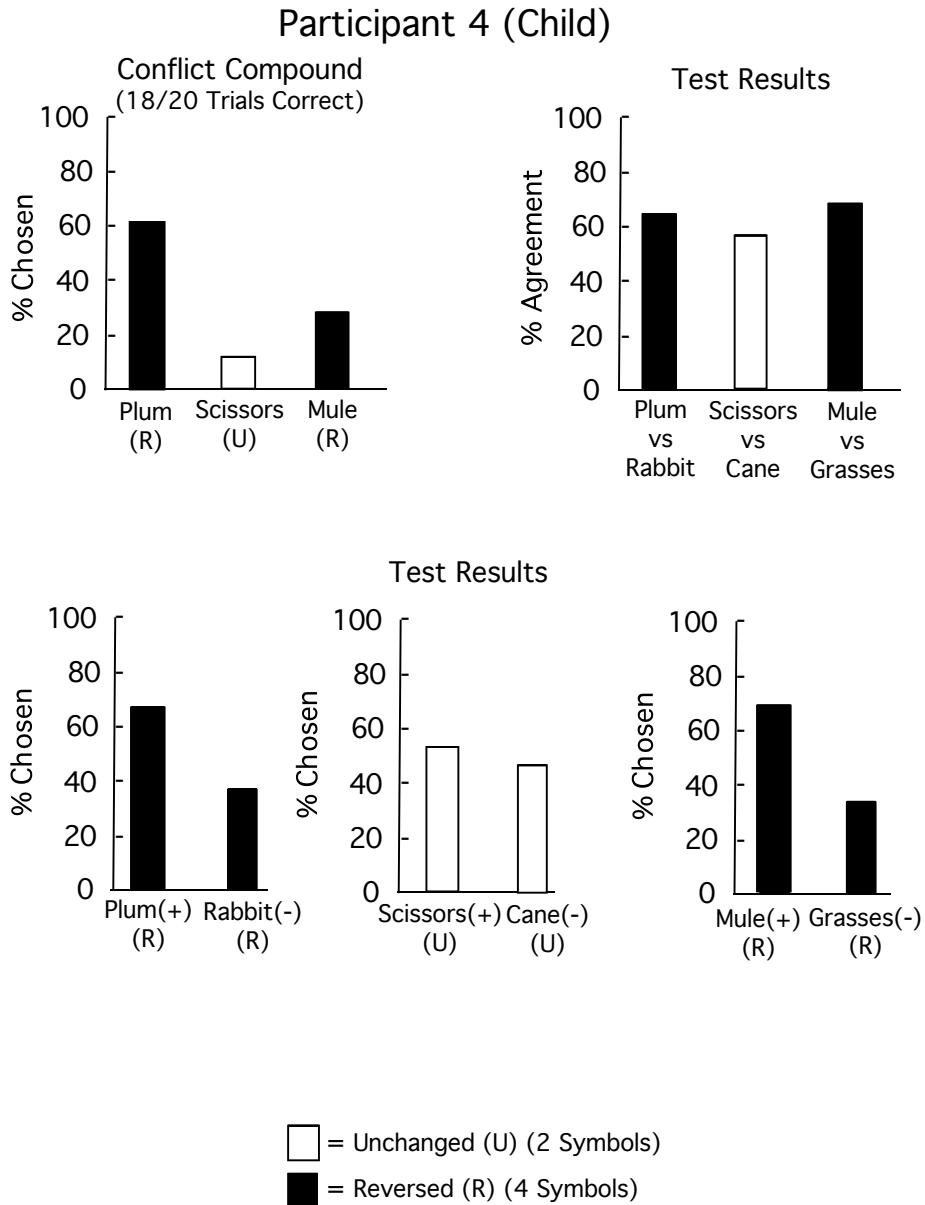 Participant 4 (Child)
Conflict Compound
(18/20 Trials Correct)
% Chosen
100
80
60
40
20
0
Plum Scissors Mule
(R) (U) (R)
Test Results
% Agreement
100
80
60
40
20
0
Plum Scissors Mule
vs vs vs
Rabbit Cane Grasses
Test Results
% Chosen
100
80
60
40
20
0
Plum(+) Rabbit(-)
(R) (R)
% Chosen
100
80
60
40
20
0
Scissors(+) Cane(-)
(U) (U)
% Chosen
100
80
60
40
20
0
Mule(+) Grasses(-)
(R) (R)
= Unchanged (U) (2 Symbols)
= Reversed (R) (4 Symbols)